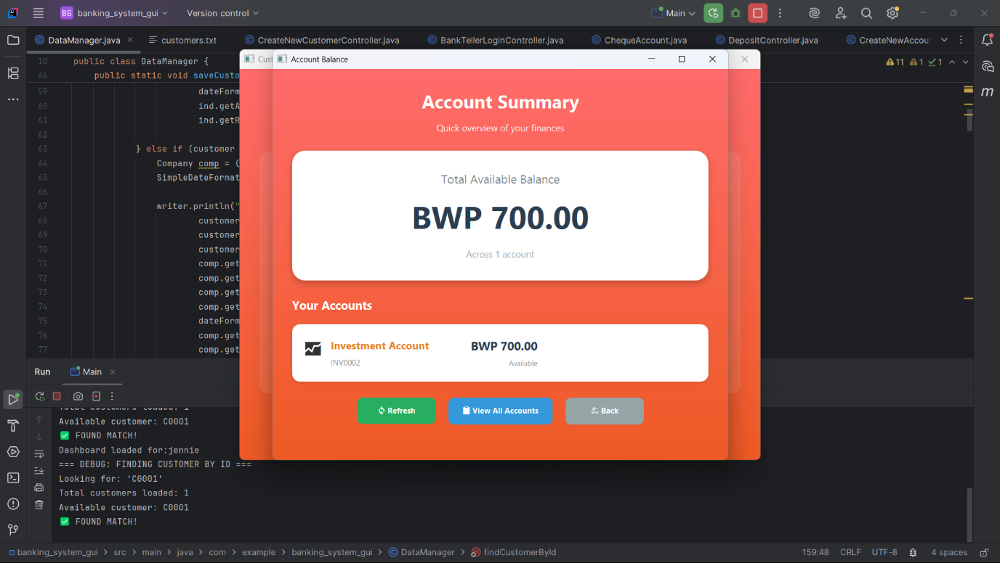 BG banking_system_gui Version control Main
DataManager.java customers.txt CreateNewCustomerController.java BankTellerLoginController.java ChequeAccount.java DepositController.java CreateNewAccou
10 public class DataManager {
46 public static void saveCusto
11 1 1
59 dateForm
60 ind.getA
61 ind.getR
62
63 } else if (customer
64 Company comp = (
65 SimpleDateFormat
66
67 writer.println("
68 customer
69 customer
70 customer
71 comp.get
72 comp.get
73 comp.get
74 comp.get
75 dateForm
76 comp.get
77 comp.get
Cust
Account Balance
Account Summary
Quick overview of your finances
Total Available Balance
BWP 700.00
Across 1 account
Your Accounts
Investment Account BWP 700.00
INV0002 Available
Refresh View All Accounts Back
Run Main
Total customers loaded: 1
Available customer: C0001
✅ FOUND MATCH!
Dashboard loaded for:jennie
=== DEBUG: FINDING CUSTOMER BY ID ===
Looking for: 'C0001'
Total customers loaded: 1
Available customer: C0001
✅ FOUND MATCH!
banking_system_gui > src > main > java > com > example > banking_system_gui > DataManager > findCustomerById 159:48 CRLF UTF-8 4 spaces